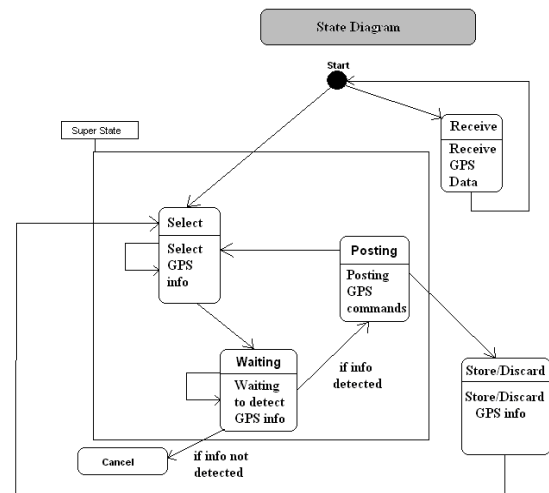 State Diagram
Start
Super State
Receive
Receive
GPS
Data
Select
Select
GPS
info
Posting
Posting
GPS
commands
Waiting
Waiting
to detect
GPS info
if info
detected
Store/Discard
Store/Discard
GPS info
Cancel
if info not
detected